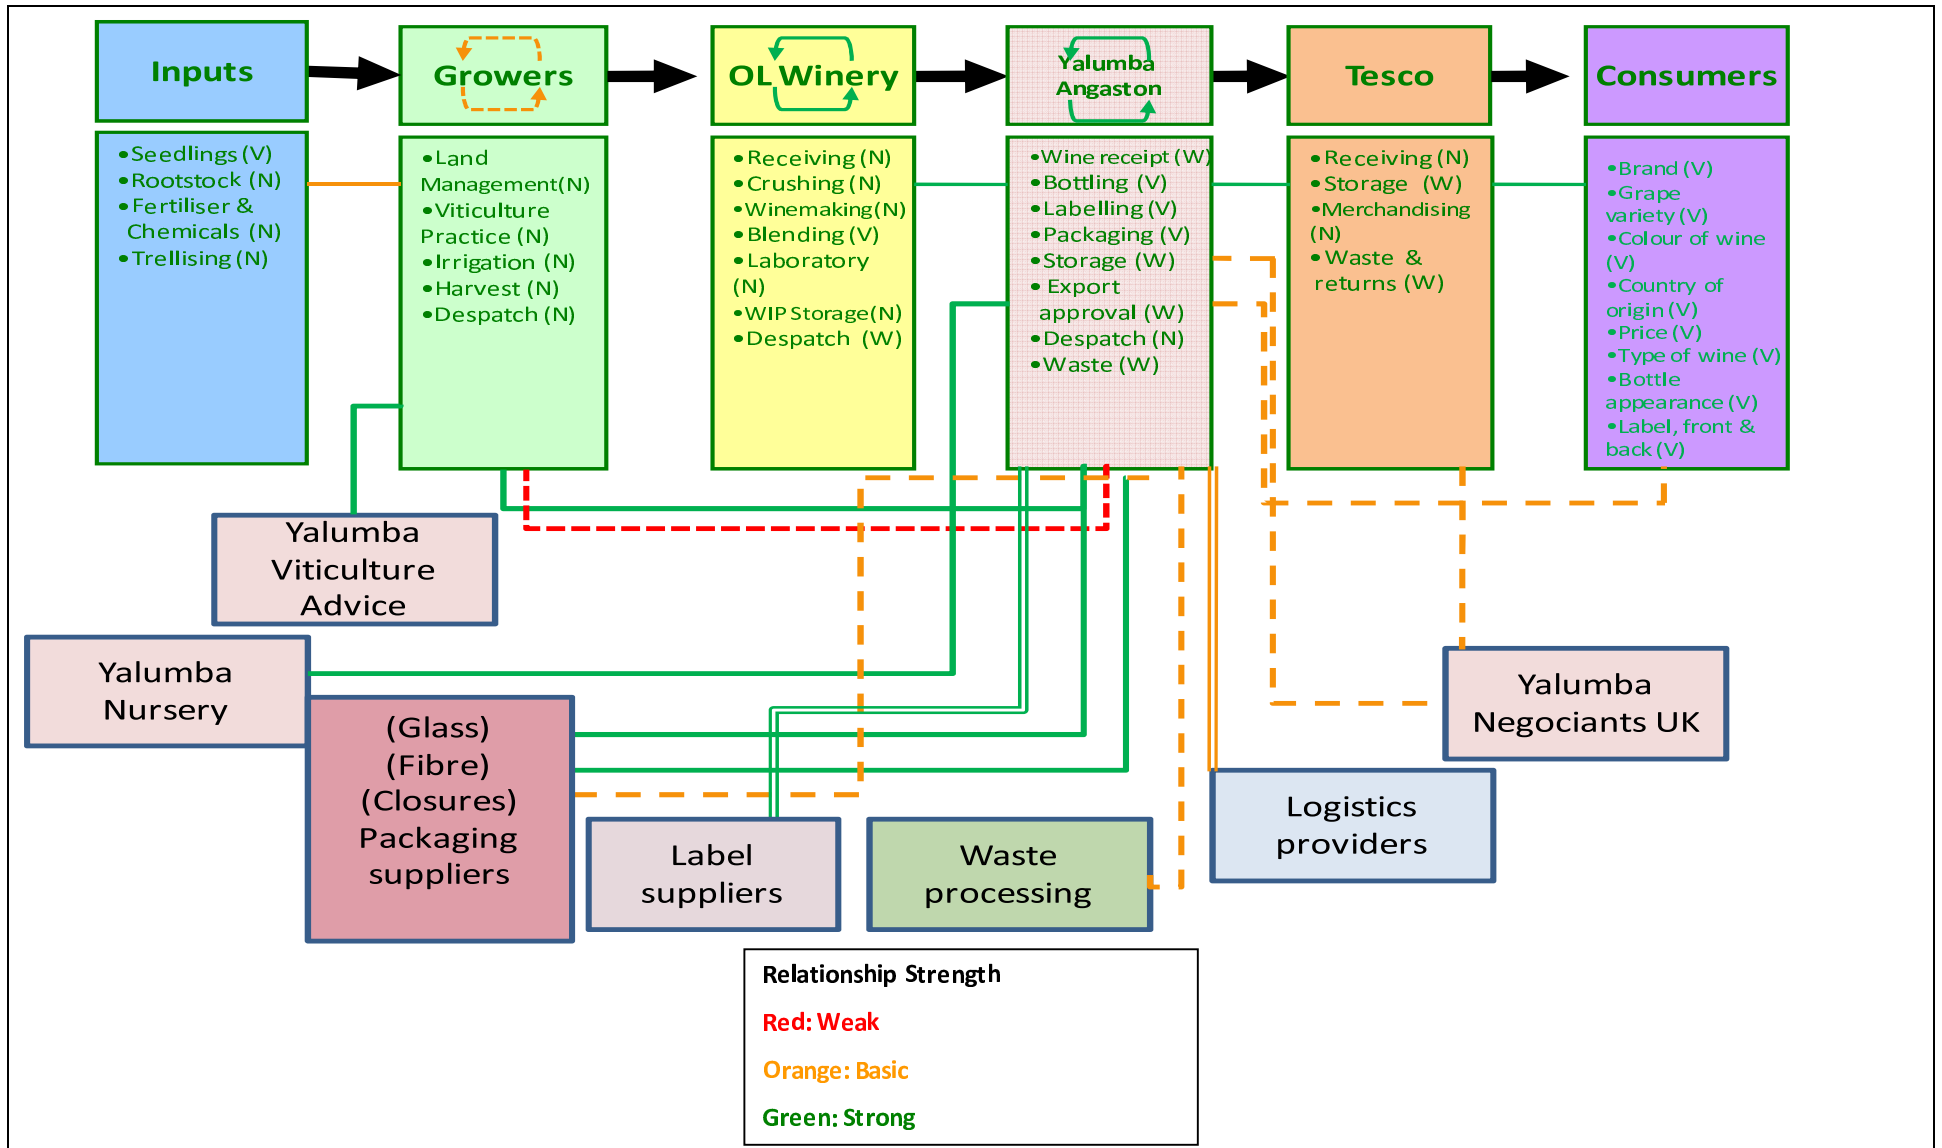 Inputs
Growers
OL Winery
Yalumba
Angaston
Tesco
Consumers
•Seedlings (V)
•Rootstock (N)
•Fertiliser &
Chemicals (N)
•Trellising (N)
•Land
Management(N)
•Viticulture
Practice (N)
•Irrigation (N)
•Harvest (N)
•Despatch (N)
•Receiving (N)
•Crushing (N)
•Winemaking(N)
•Blending (V)
•Laboratory
(N)
•WIP Storage(N)
•Despatch (W)
•Wine receipt (W)
•Bottling (V)
•Labelling (V)
•Packaging (V)
•Storage (W)
•Export
approval (W)
•Despatch (N)
•Waste (W)
•Receiving (N)
•Storage (W)
•Merchandising
(N)
•Waste &
returns (W)
•Brand (V)
•Grape
variety (V)
•Colour of wine
(V)
•Country of
origin (V)
•Price (V)
•Type of wine (V)
•Bottle
appearance (V)
•Label, front &
back (V)
Yalumba
Viticulture
Advice
Yalumba
Nursery
(Glass)
(Fibre)
(Closures)
Packaging
suppliers
Label
suppliers
Waste
processing
Logistics
providers
Yalumba
Negociants UK
Relationship Strength
Red: Weak
Orange: Basic
Green: Strong